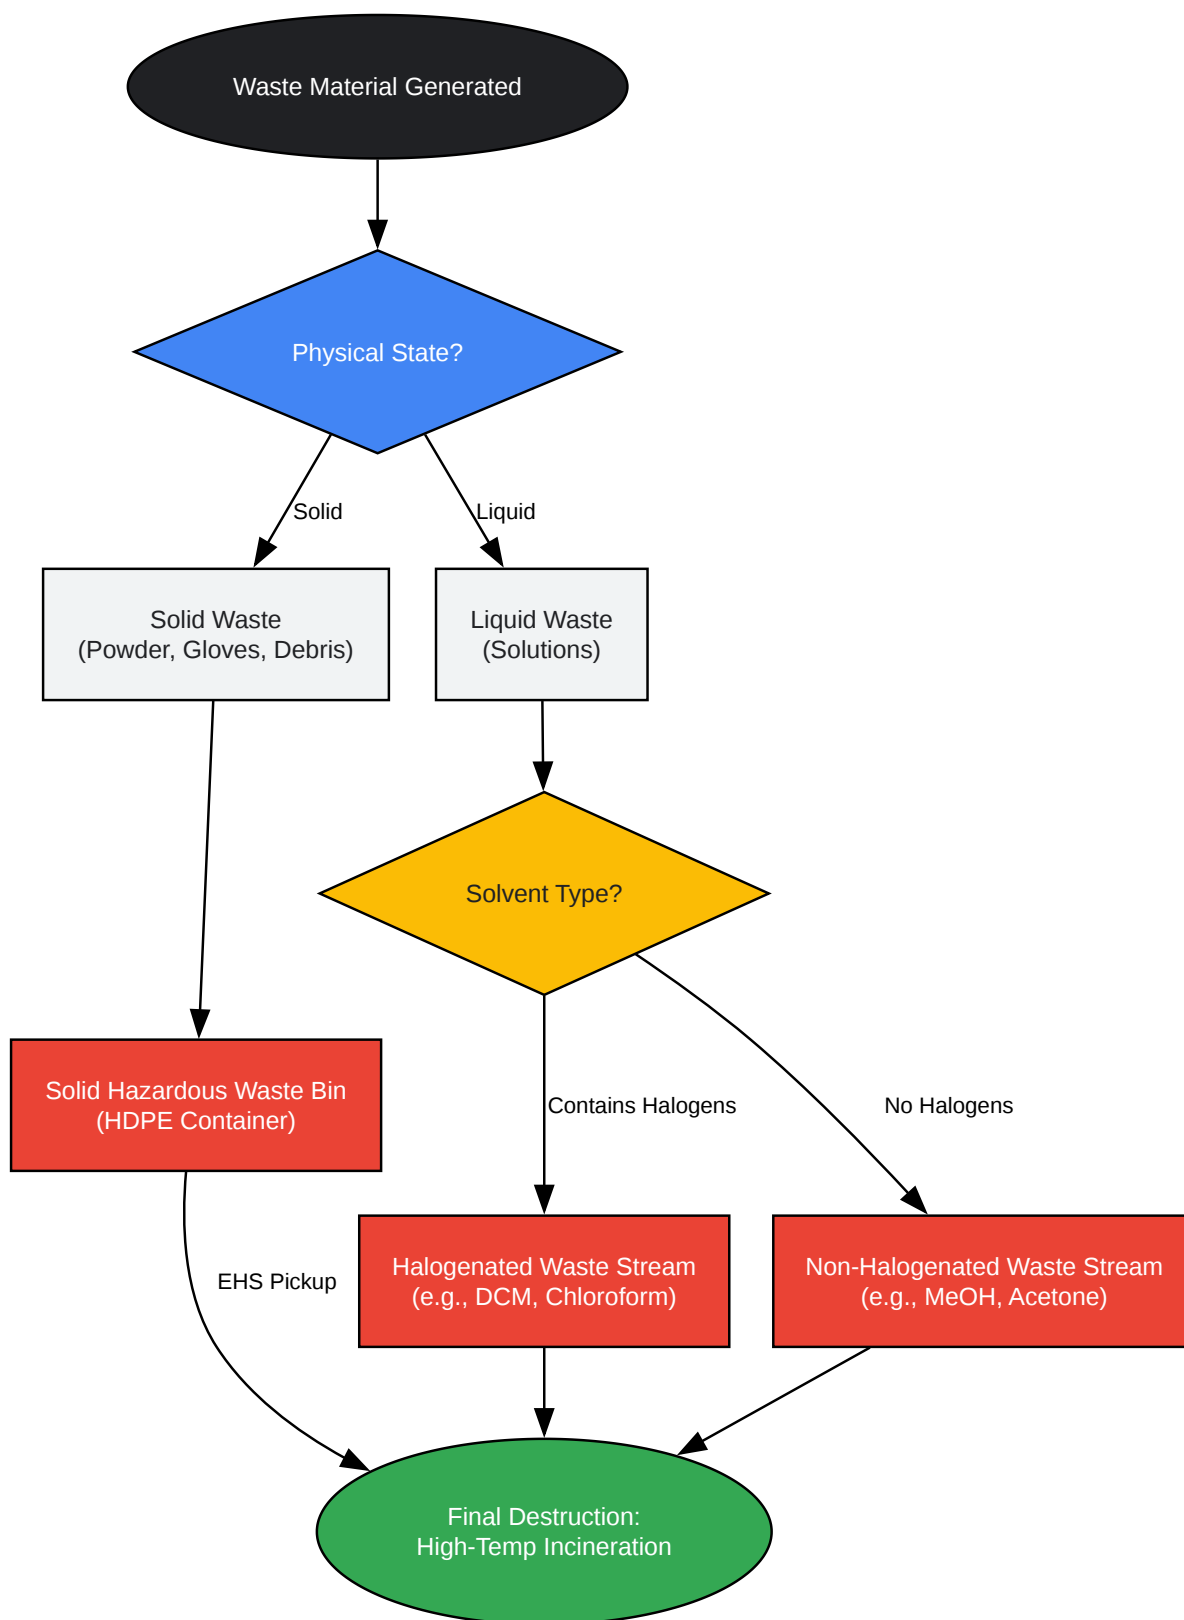 Waste Material Generated
Physical State?
Solid
Liquid
Solid Waste
(Powder, Gloves, Debris)
Liquid Waste
(Solutions)
Solvent Type?
Solid Hazardous Waste Bin
(HDPE Container)
Contains Halogens
No Halogens
EHS Pickup
Halogenated Waste Stream
(e.g., DCM, Chloroform)
Non-Halogenated Waste Stream
(e.g., MeOH, Acetone)
Final Destruction:
High-Temp Incineration